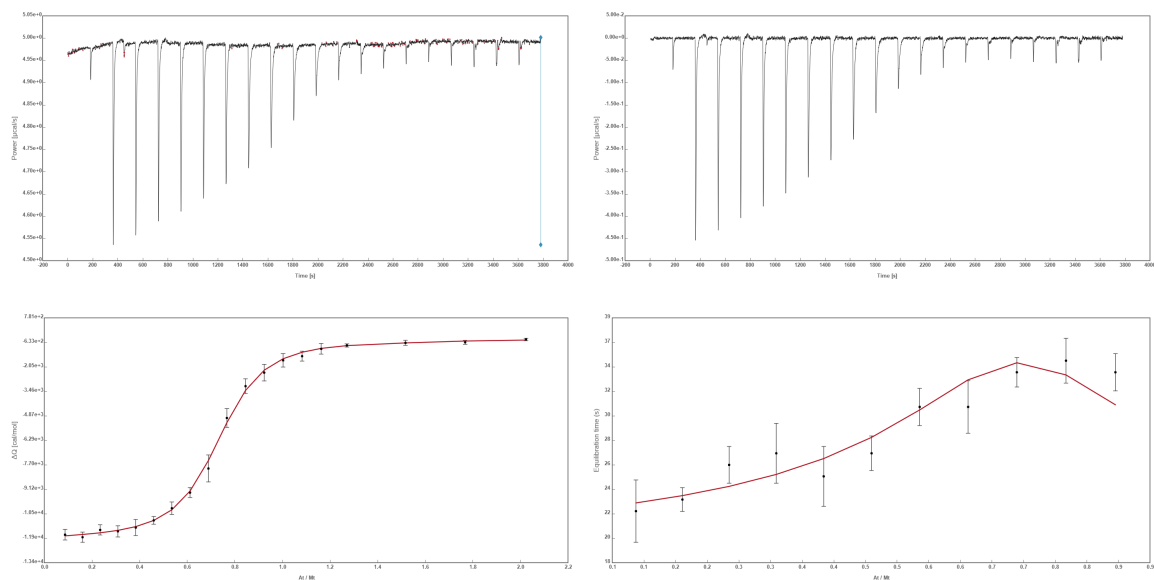 5.05e+0
5.00e+0
4.95e+0
4.90e+0
4.85e+0
4.80e+0
4.75e+0
4.70e+0
4.65e+0
4.60e+0
4.55e+0
4.50e+0
Power [µcal/s]
-200 0 200 400 600 800 1000 1200 1400 1600 1800 2000 2200 2400 2600 2800 3000 3200 3400 3600 3800 4000
Time [s]
5.00e-2
0.00+0
-5.00e-2
-1.00e-1
-1.50e-1
-2.00e-1
-2.50e-1
-3.00e-1
-3.50e-1
-4.00e-1
-4.50e-1
-5.00e-1
Power [µcal/s]
-200 0 200 400 600 800 1000 1200 1400 1600 1800 2000 2200 2400 2600 2800 3000 3200 3400 3600 3800 4000
Time [s]
7.81e+2
-6.33e+2
-2.05e+3
-3.46e+3
-4.87e+3
-6.29e+3
-7.70e+3
-9.12e+3
-1.05e+4
-1.19e+4
-1.34e+4
ΔQ [cal/mol]
0.0 0.2 0.4 0.6 0.8 1.0 1.2 1.4 1.6 1.8 2.0 2.2
At / Mt
39
37
34
32
30
28
26
24
22
20
18
Equilibration time (s)
0.1 0.1 0.2 0.3 0.3 0.4 0.5 0.5 0.6 0.7 0.7 0.8 0.9 0.9
At / Mt